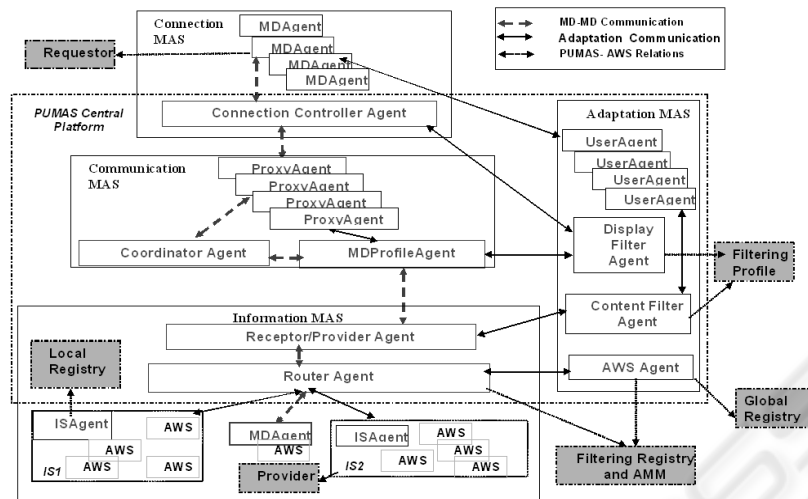 Connection
MAS
MDAgent
MDAgent
MDAgent
MDAgent
MD-MD Communication
Adaptation Communication
PUMAS- AWS Relations
Requestor
PUMAS Central
Platform
Connection Controller Agent
Adaptation MAS
UserAgent
UserAgent
UserAgent
UserAgent
Communication
MAS
ProxyAgent
ProxyAgent
ProxyAgent
ProxyAgent
Coordinator Agent
MDProfileAgent
Display
Filter
Agent
Filtering
Profile
Content Filter
Agent
Information MAS
Receptor/Provider Agent
Local
Registry
Router Agent
AWS Agent
Global
Registry
ISAgent
AWS
AWS
AWS
AWS
IS1
MDAgent
AWS
Provider
ISAgent
AWS
AWS
AWS
AWS
IS2
Filtering Registry
and AMM